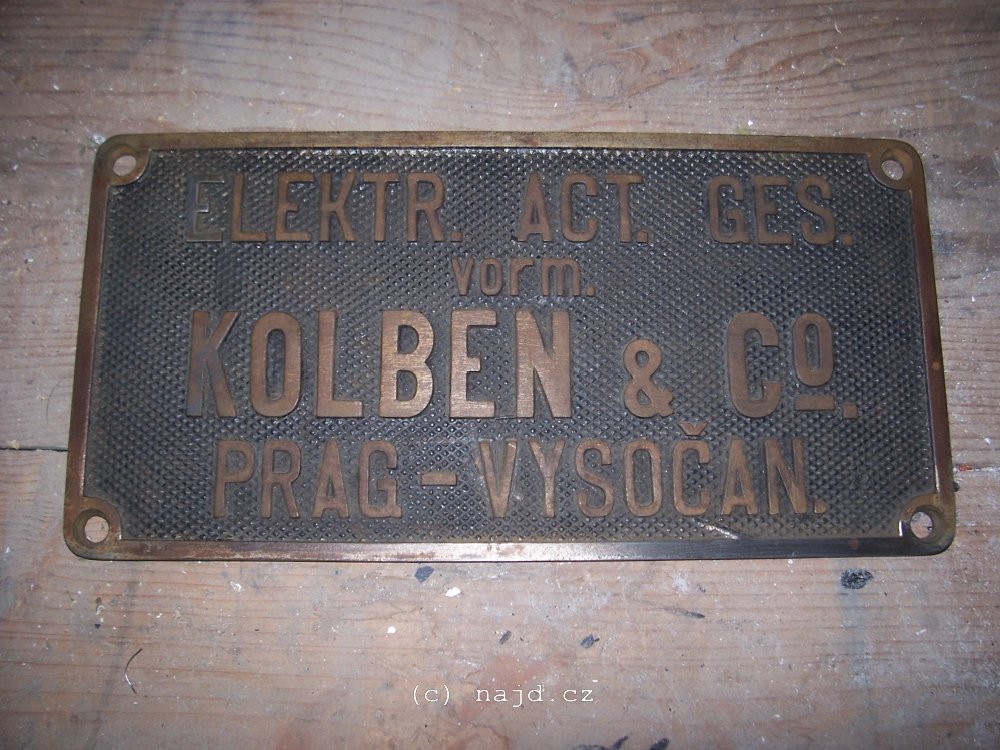 ELEKTR. ACT. GES.
vorm.
KOLBEN & Cº.
PRAG-VYSOČAN.
(c) najd.cz